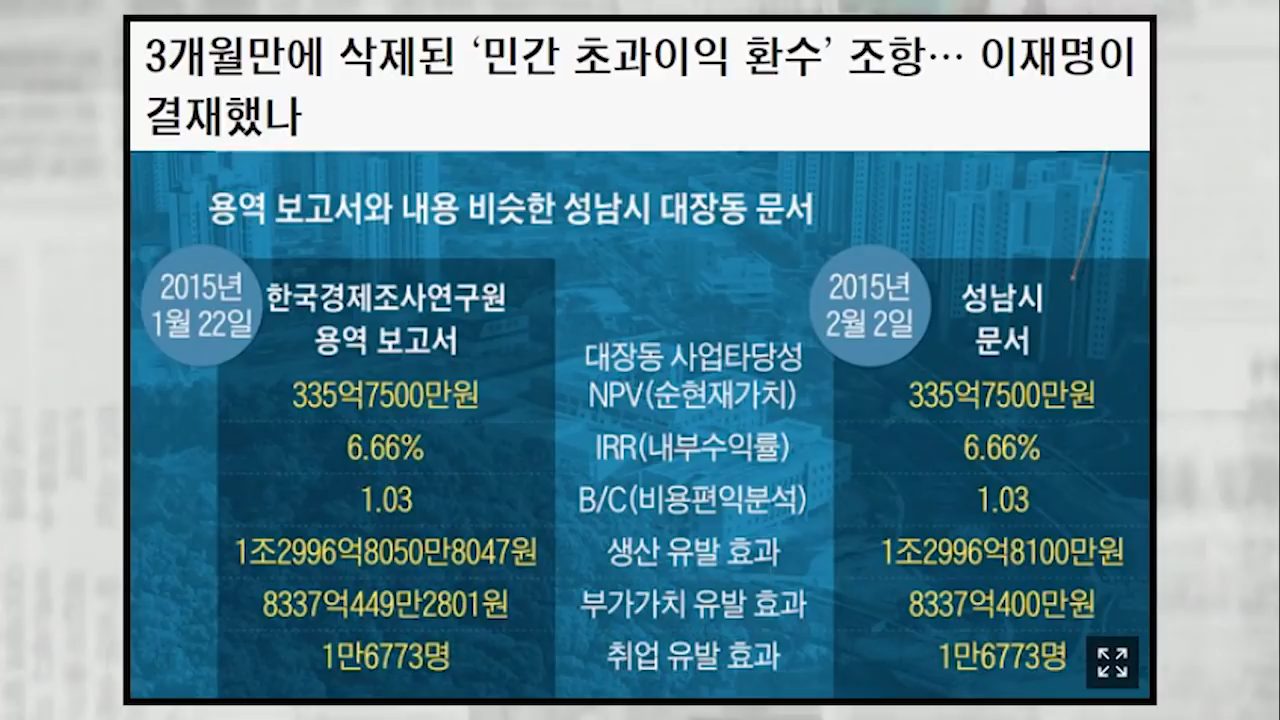 3개월만에 삭제된 ‘민간 초과이익 환수’ 조항… 이재명이
결재했나
용역 보고서와 내용 비슷한 성남시 대장동 문서
2015년
1월 22일
한국경제조사연구원
용역 보고서
2015년
2월 2일
성남시
문서
대장동 사업타당성
335억7500만원 NPV(순현재가치) 335억7500만원
6.66% IRR(내부수익률) 6.66%
1.03 B/C(비용편익분석) 1.03
1조2996억8050만8047원 생산 유발 효과 1조2996억8100만원
8337억449만2801원 부가가치 유발 효과 8337억400만원
1만6773명 취업 유발 효과 1만6773명